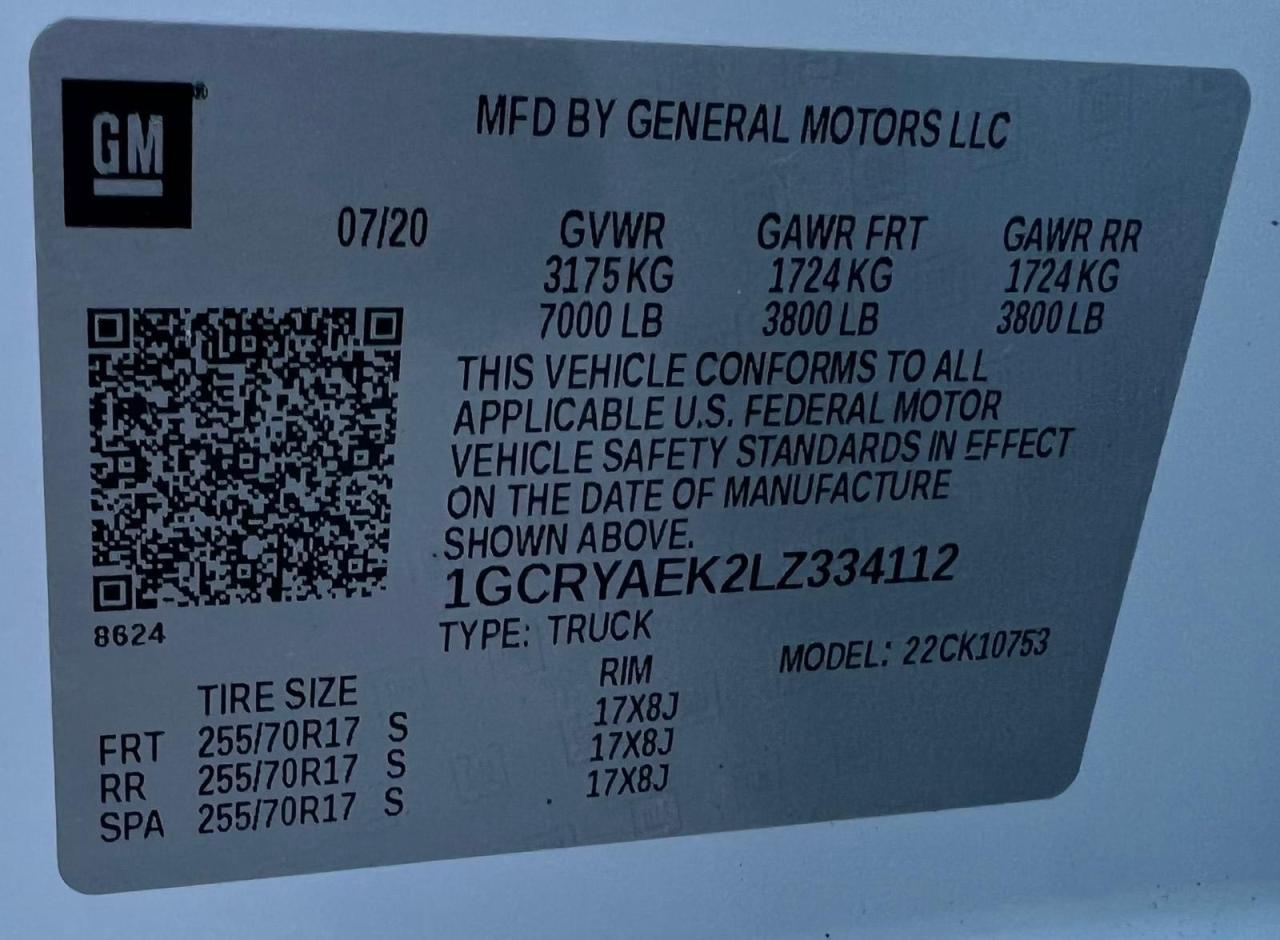 GM®
MFD BY GENERAL MOTORS LLC
07/20 GVWR GAWR FRT GAWR RR
3175 KG 1724 KG 1724 KG
7000 LB 3800 LB 3800 LB
THIS VEHICLE CONFORMS TO ALL
APPLICABLE U.S. FEDERAL MOTOR
VEHICLE SAFETY STANDARDS IN EFFECT
ON THE DATE OF MANUFACTURE
SHOWN ABOVE.
1GCRYAEK2LZ334112
8624
TYPE: TRUCK MODEL: 22CK10753
TIRE SIZE RIM
FRT 255/70R17 S 17X8J
RR 255/70R17 S 17X8J
SPA 255/70R17 S 17X8J